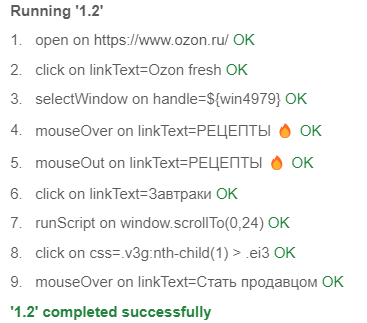 Running '1.2'
1. open on https://www.ozon.ru/ OK
2. click on linkText=Ozon fresh OK
3. selectWindow on handle=${win4979} OK
4. mouseOver on linkText=РЕЦЕПТЫ 🔥 OK
5. mouseOut on linkText=РЕЦЕПТЫ 🔥 OK
6. click on linkText=Завтраки OK
7. runScript on window.scrollTo(0,24) OK
8. click on css=.v3g:nth-child(1) > .ei3 OK
9. mouseOver on linkText=Стать продавцом OK
'1.2' completed successfully